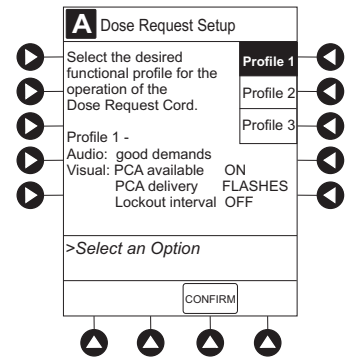 A Dose Request Setup
Select the desired
functional profile for the
operation of the
Dose Request Cord.
Profile 1
Profile 2
Profile 3
Profile 1 -
Audio: good demands
Visual: PCA available ON
PCA delivery FLASHES
Lockout interval OFF
>Select an Option
CONFIRM